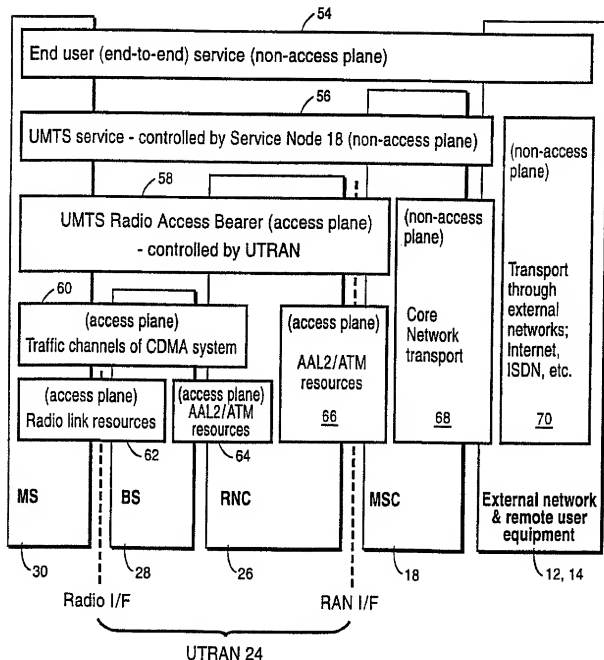 54
End user (end-to-end) service (non-access plane)
56
UMTS service - controlled by Service Node 18 (non-access plane)
58
UMTS Radio Access Bearer (access plane)
- controlled by UTRAN
(non-access
plane)
Core
Network
transport
68
(non-access
plane)
Transport
through
external
networks;
Internet,
ISDN, etc.
70
60
(access plane)
Traffic channels of CDMA system
(access plane)
AAL2/ATM
resources
66
(access plane)
Radio link resources
62
(access plane)
AAL2/ATM
resources
64
MS
BS
RNC
MSC
External network
& remote user
equipment
30
28
26
18
12, 14
Radio I/F
RAN I/F
UTRAN 24